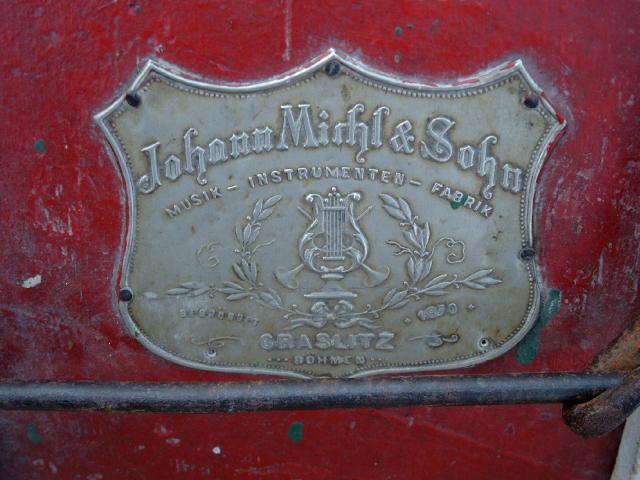 Johann Michl & Sohn
MUSIK - INSTRUMENTEN - FABRIK
GEGRÜNDET 1870
GRASLITZ
BÖHMEN